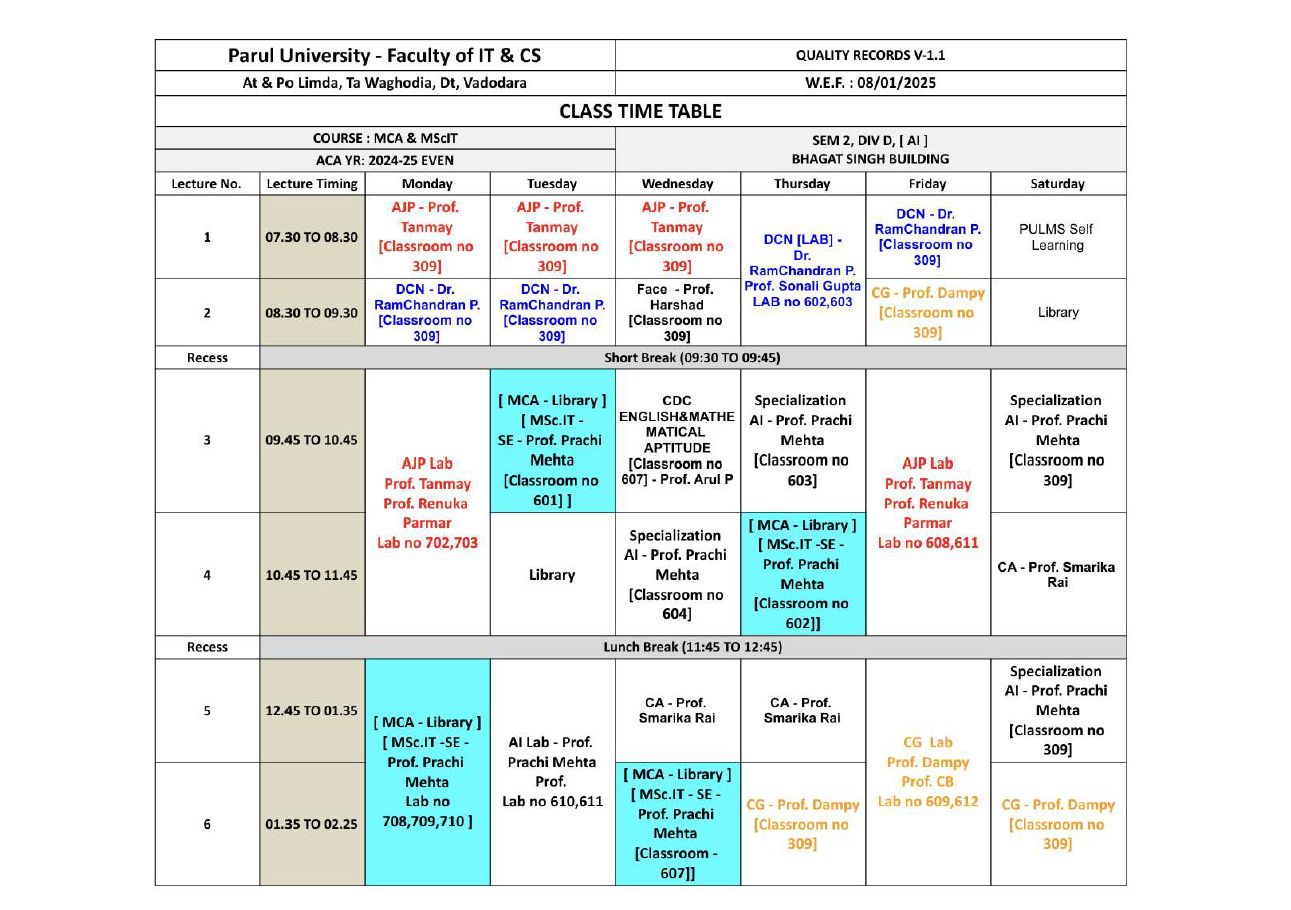 Parul University - Faculty of IT & CS
QUALITY RECORDS V-1.1
At & Po Limda, Ta Waghodia, Dt, Vadodara
W.E.F. : 08/01/2025
CLASS TIME TABLE
COURSE : MCA & MScIT
ACA YR: 2024-25 EVEN
SEM 2, DIV D, [ AI ]
BHAGAT SINGH BUILDING
Lecture No.
Lecture Timing
Monday
Tuesday
Wednesday
Thursday
Friday
Saturday
1
07.30 TO 08.30
AJP - Prof.
Tanmay
[Classroom no
309]
AJP - Prof.
Tanmay
[Classroom no
309]
AJP - Prof.
Tanmay
[Classroom no
309]
DCN [LAB] -
Dr.
RamChandran P.
Prof. Sonali Gupta
LAB no 602,603
DCN - Dr.
RamChandran P.
[Classroom no
309]
PULMS Self
Learning
2
08.30 TO 09.30
DCN - Dr.
RamChandran P.
[Classroom no
309]
DCN - Dr.
RamChandran P.
[Classroom no
309]
Face - Prof.
Harshad
[Classroom no
309]
CG - Prof. Dampy
[Classroom no
309]
Library
Recess
Short Break (09:30 TO 09:45)
3
09.45 TO 10.45
AJP Lab
Prof. Tanmay
Prof. Renuka
Parmar
Lab no 702,703
[ MCA - Library ]
[ MSc.IT -
SE - Prof. Prachi
Mehta
[Classroom no
601] ]
CDC
ENGLISH&MATHE
MATICAL
APTITUDE
[Classroom no
607] - Prof. Arul P
Specialization
AI - Prof. Prachi
Mehta
[Classroom no
603]
AJP Lab
Prof. Tanmay
Prof. Renuka
Parmar
Lab no 608,611
Specialization
AI - Prof. Prachi
Mehta
[Classroom no
309]
4
10.45 TO 11.45
Library
Specialization
AI - Prof. Prachi
Mehta
[Classroom no
604]
[ MCA - Library ]
[ MSc.IT -SE -
Prof. Prachi
Mehta
[Classroom no
602]]
CA - Prof. Smarika
Rai
Recess
Lunch Break (11:45 TO 12:45)
5
12.45 TO 01.35
[ MCA - Library ]
[ MSc.IT -SE -
Prof. Prachi
Mehta
Lab no
708,709,710 ]
AI Lab - Prof.
Prachi Mehta
Prof.
Lab no 610,611
CA - Prof.
Smarika Rai
CA - Prof.
Smarika Rai
CG Lab
Prof. Dampy
Prof. CB
Lab no 609,612
Specialization
AI - Prof. Prachi
Mehta
[Classroom no
309]
6
01.35 TO 02.25
[ MCA - Library ]
[ MSc.IT - SE -
Prof. Prachi
Mehta
[Classroom -
607]]
CG - Prof. Dampy
[Classroom no
309]
CG - Prof. Dampy
[Classroom no
309]